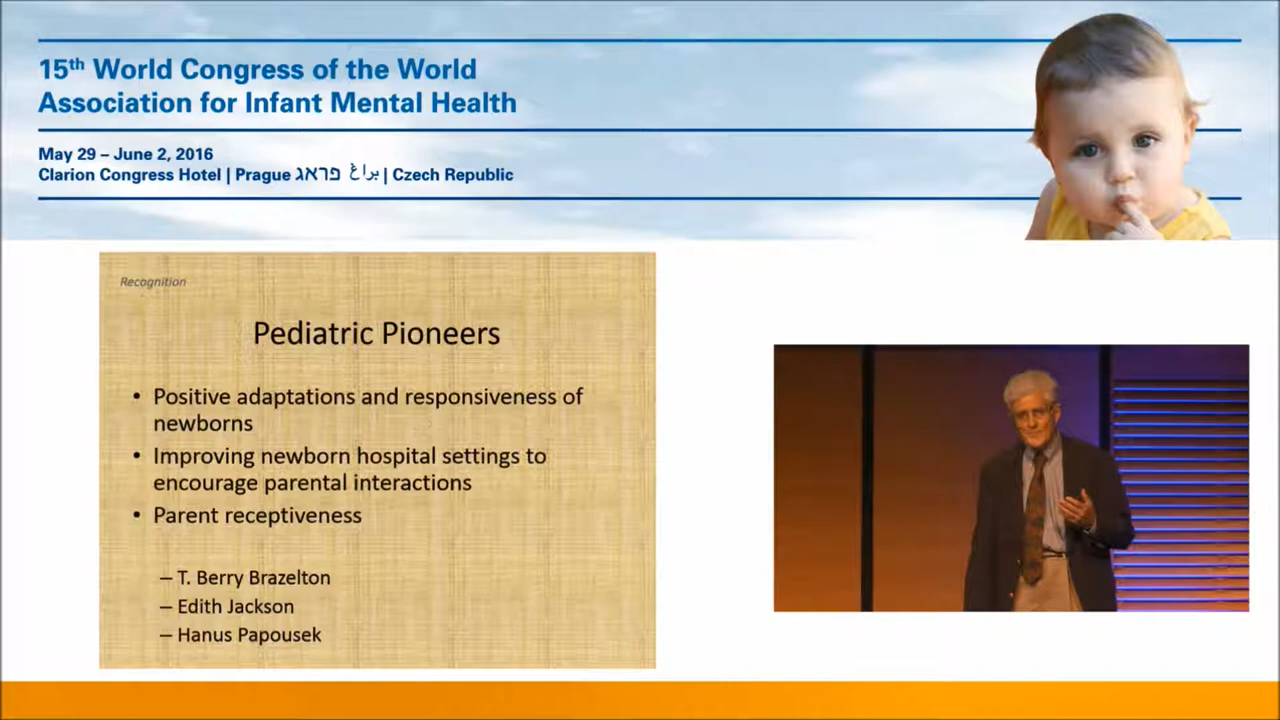 15th World Congress of the World
Association for Infant Mental Health
May 29 – June 2, 2016
Clarion Congress Hotel | Prague פראג براغ | Czech Republic
Recognition
Pediatric Pioneers
• Positive adaptations and responsiveness of
newborns
• Improving newborn hospital settings to
encourage parental interactions
• Parent receptiveness
– T. Berry Brazelton
– Edith Jackson
– Hanus Papousek